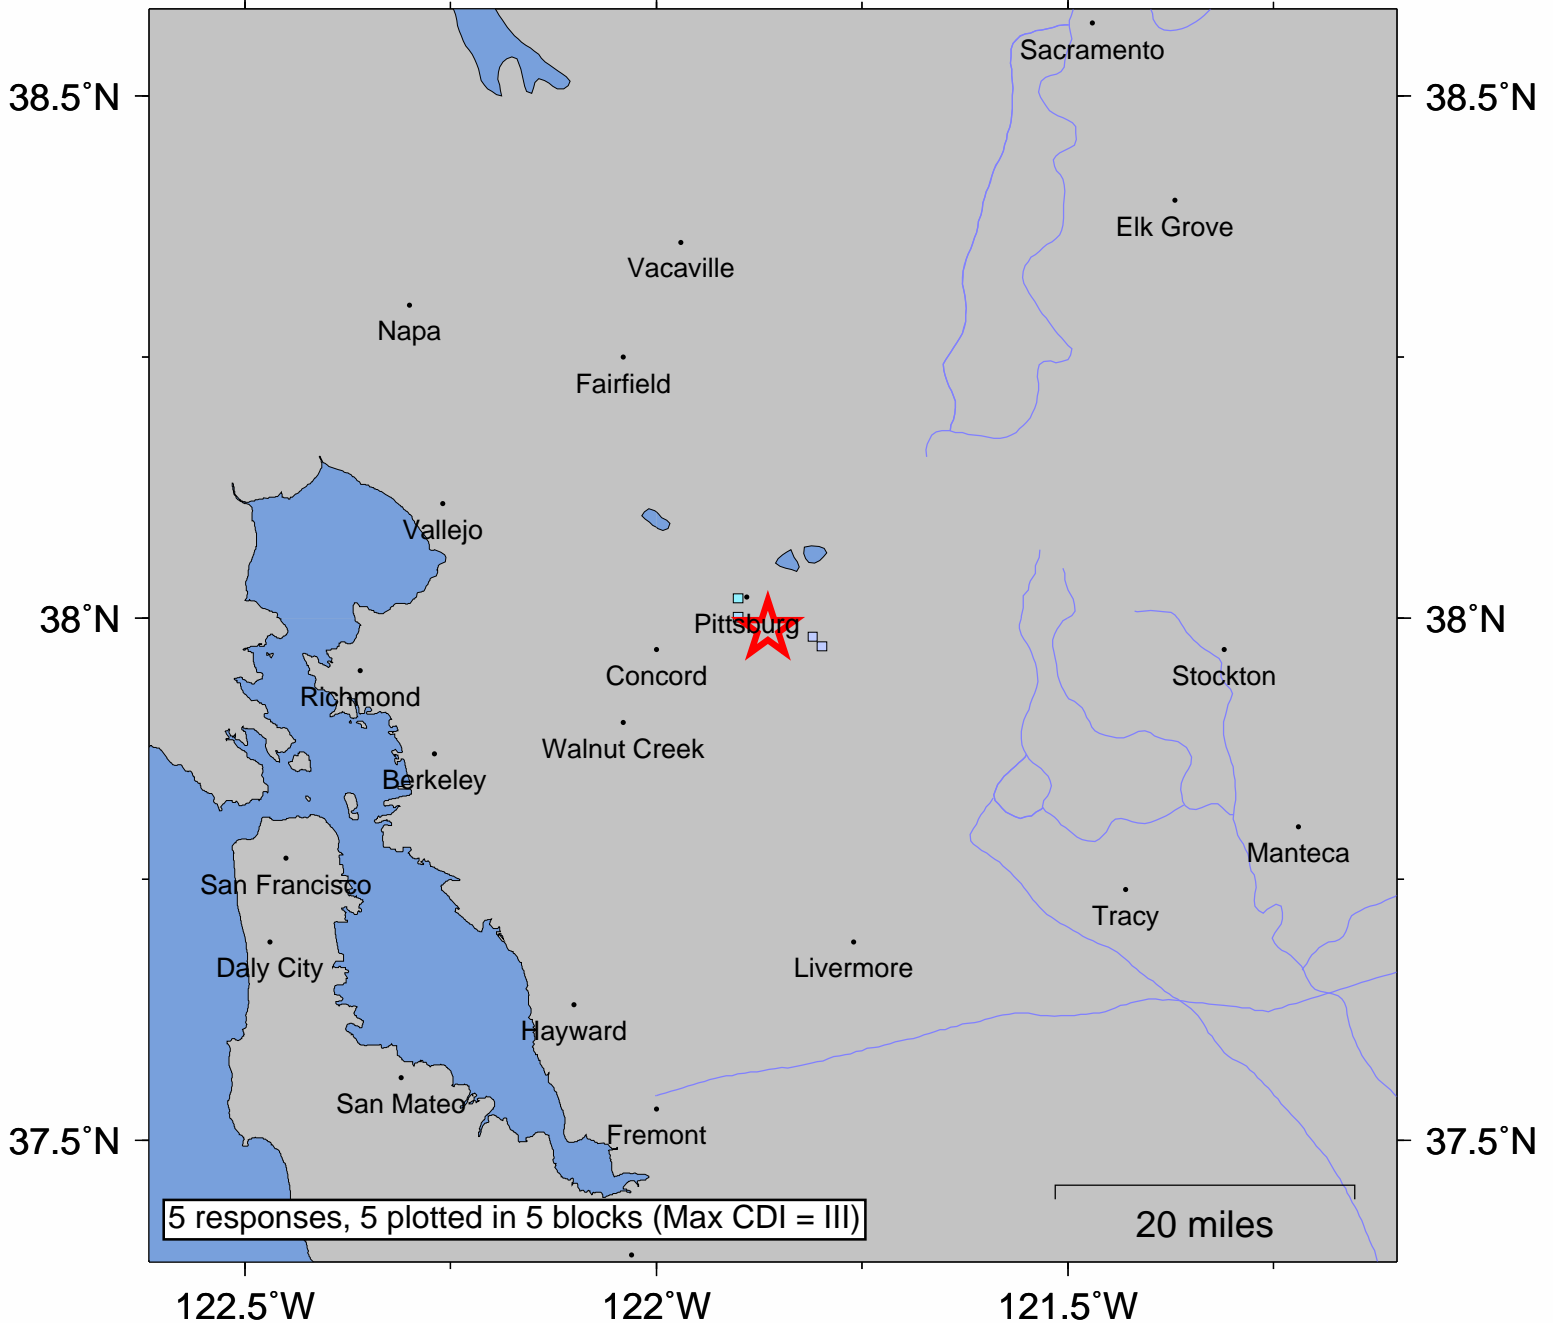 Sacramento
38.5°N
38.5°N
Elk Grove
Vacaville
Napa
Fairfield
Vallejo
38°N
Pittsburg
38°N
Concord
Stockton
Richmond
Walnut Creek
Berkeley
Manteca
San Francisco
Tracy
Daly City
Livermore
Hayward
San Mateo
Fremont
37.5°N
37.5°N
5 responses, 5 plotted in 5 blocks (Max CDI = III)
20 miles
122.5°W
122°W
121.5°W